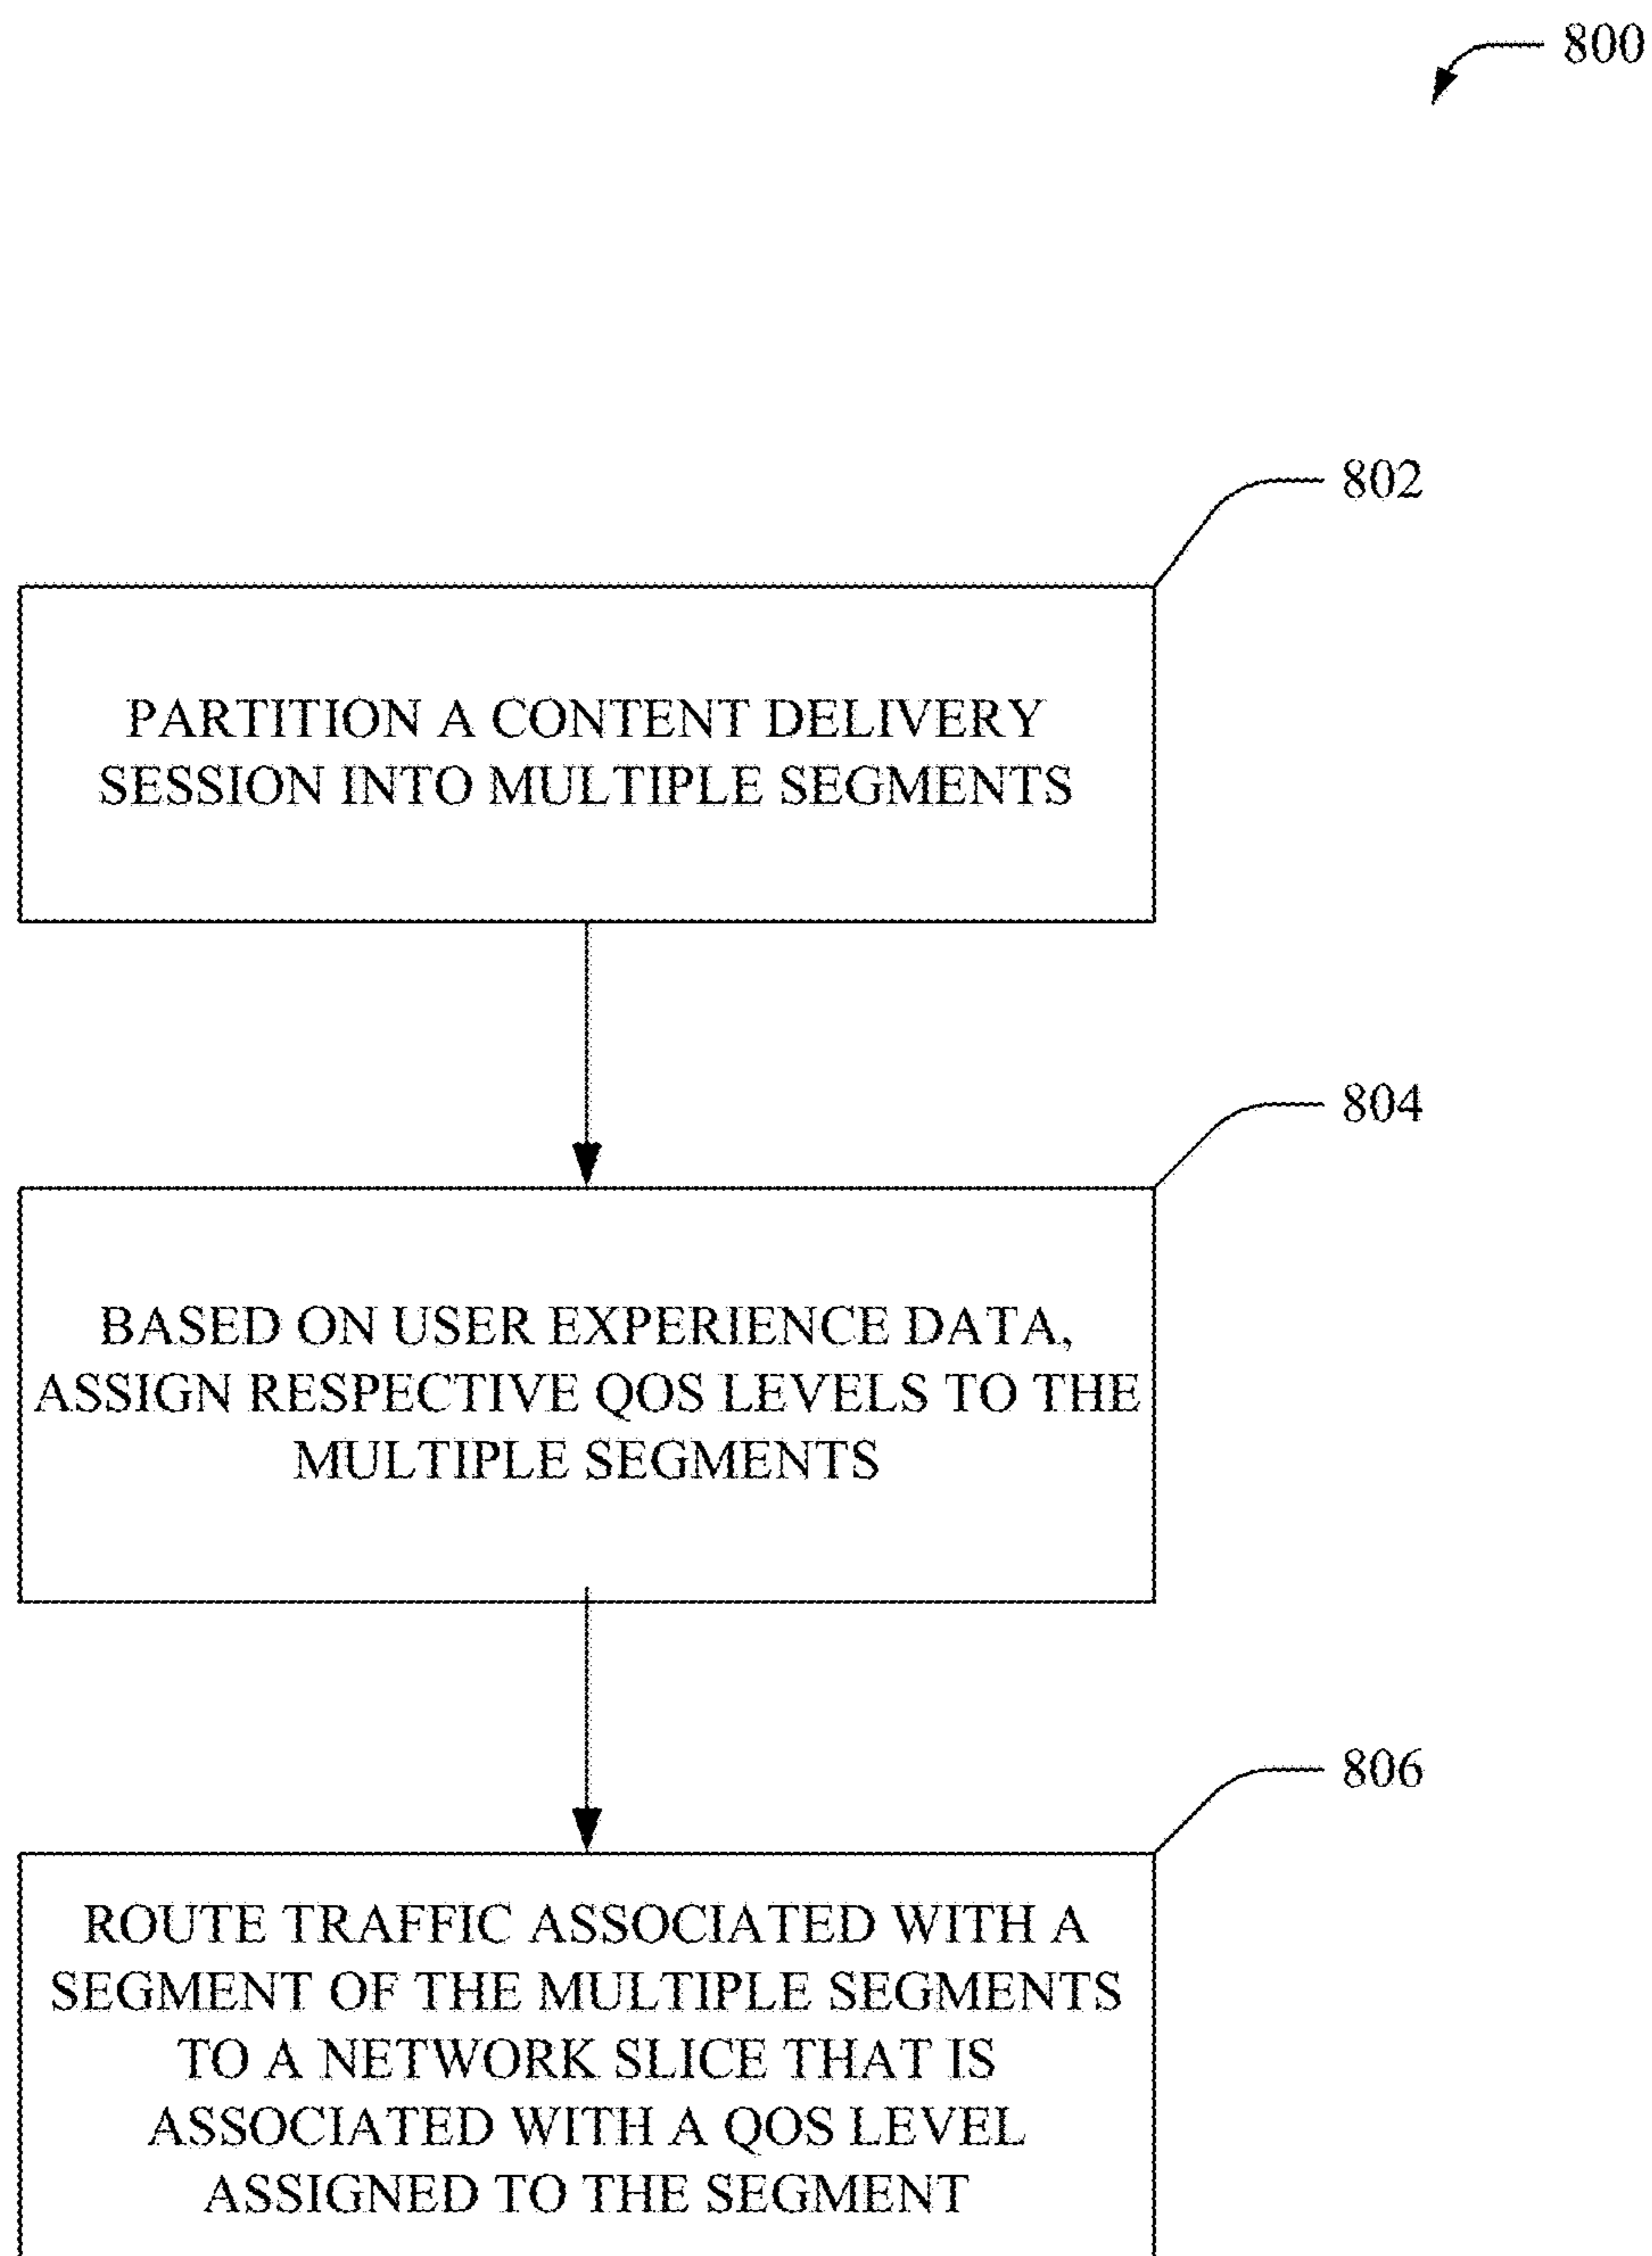 800
802
PARTITION A CONTENT DELIVERY
SESSION INTO MULTIPLE SEGMENTS
804
BASED ON USER EXPERIENCE DATA,
ASSIGN RESPECTIVE QOS LEVELS TO THE
MULTIPLE SEGMENTS
806
ROUTE TRAFFIC ASSOCIATED WITH A
SEGMENT OF THE MULTIPLE SEGMENTS
TO A NETWORK SLICE THAT IS
ASSOCIATED WITH A QOS LEVEL
ASSIGNED TO THE SEGMENT